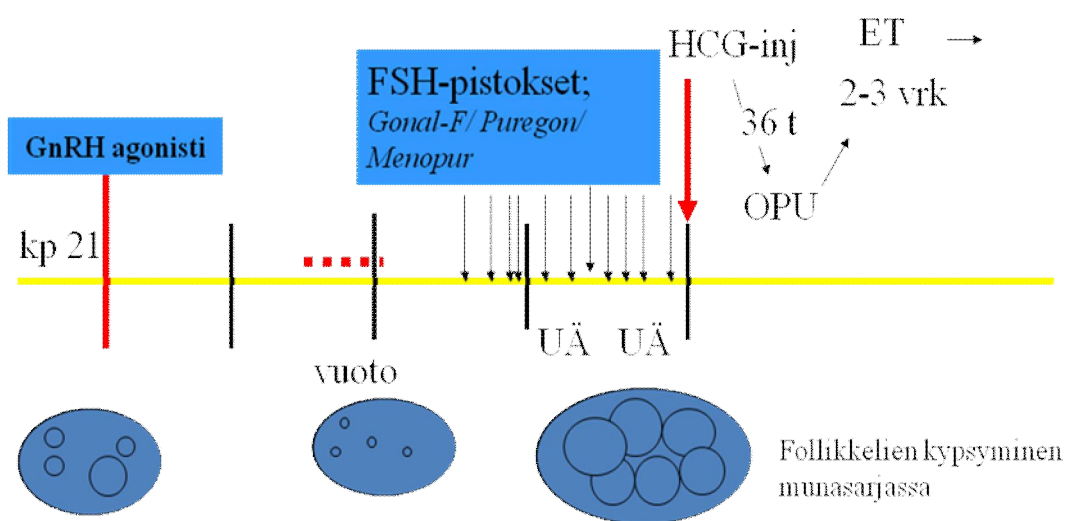 HCG-inj
ET
FSH-pistokset;
Gonal-F/ Puregon/
Menopur
2-3 vrk
36 t
GnRH agonisti
OPU
kp 21
UÄ UÄ
vuoto
Follikkelien kypsyminen
munasarjassa